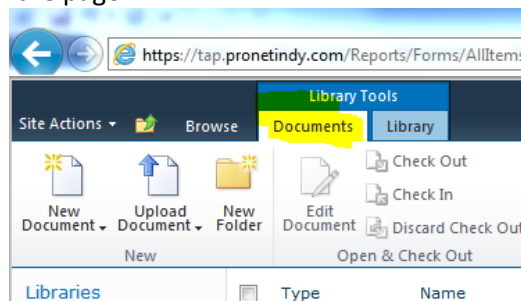 https://tap.pronetindy.com/Reports/Forms/AllItems
Library Tools
Site Actions Browse Documents Library
New Document Upload Document New Folder Edit Document Check Out
Check In
Discard Check Out
New Open & Check Out
Libraries Type Name